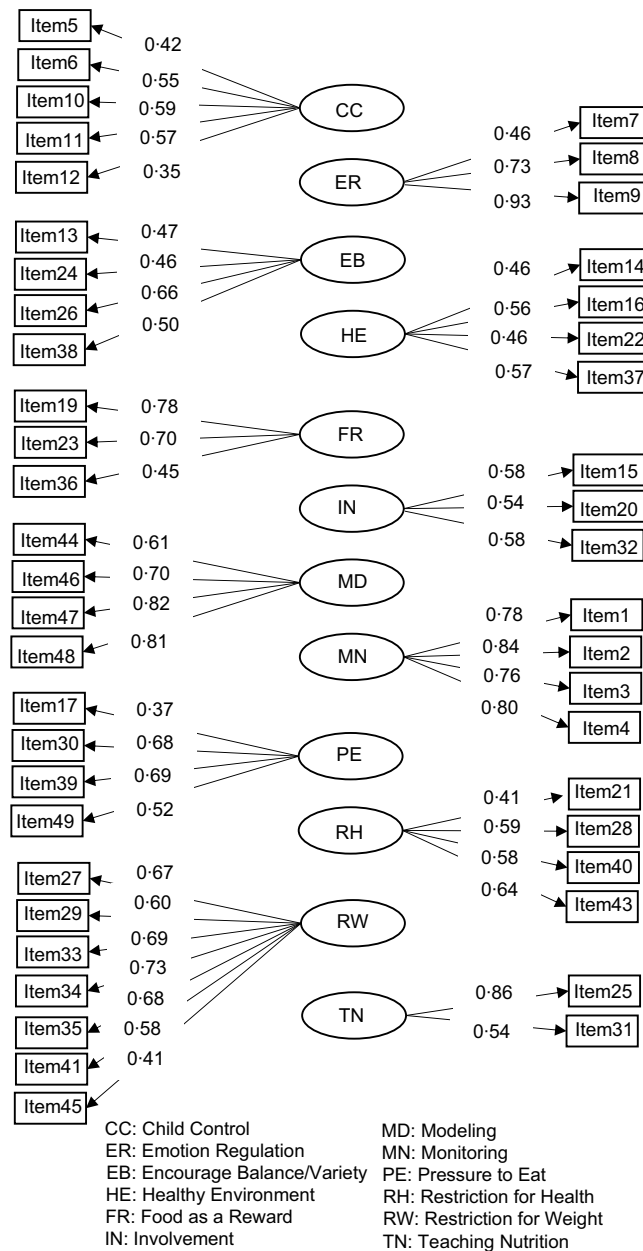 Item5 0·42
Item6 0·55
Item10 0·59
Item11 0·57
Item12 0·35
CC
Item7 0·46
Item8 0·73
Item9 0·93
ER
Item13 0·47
Item24 0·46
Item26 0·66
Item38 0·50
EB
Item14 0·46
Item16 0·56
Item22 0·46
Item37 0·57
HE
Item19 0·78
Item23 0·70
Item36 0·45
FR
Item15 0·58
Item20 0·54
Item32 0·58
IN
Item44 0·61
Item46 0·70
Item47 0·82
Item48 0·81
MD
Item1 0·78
Item2 0·84
Item3 0·76
Item4 0·80
MN
Item17 0·37
Item30 0·68
Item39 0·69
Item49 0·52
PE
Item21 0·41
Item28 0·59
Item40 0·58
Item43 0·64
RH
Item27 0·67
Item29 0·60
Item33 0·69
Item34 0·73
Item35 0·68
Item41 0·58
Item45 0·41
RW
Item25 0·86
Item31 0·54
TN
CC: Child Control
ER: Emotion Regulation
EB: Encourage Balance/Variety
HE: Healthy Environment
FR: Food as a Reward
IN: Involvement
MD: Modeling
MN: Monitoring
PE: Pressure to Eat
RH: Restriction for Health
RW: Restriction for Weight
TN: Teaching Nutrition